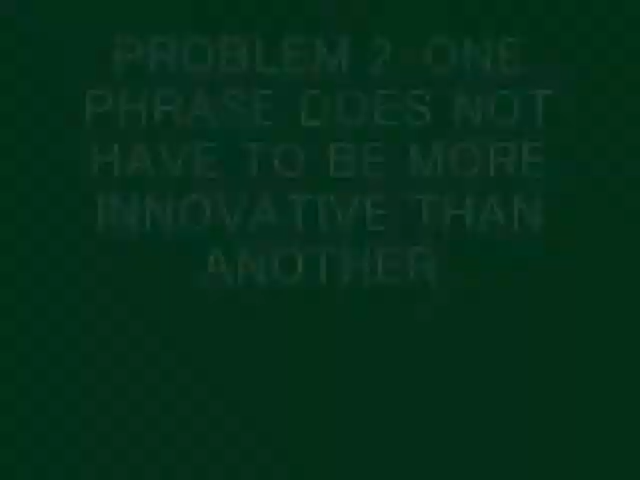 PROBLEM 2: ONE
PHRASE DOES NOT
HAVE TO BE MORE
INNOVATIVE THAN
ANOTHER